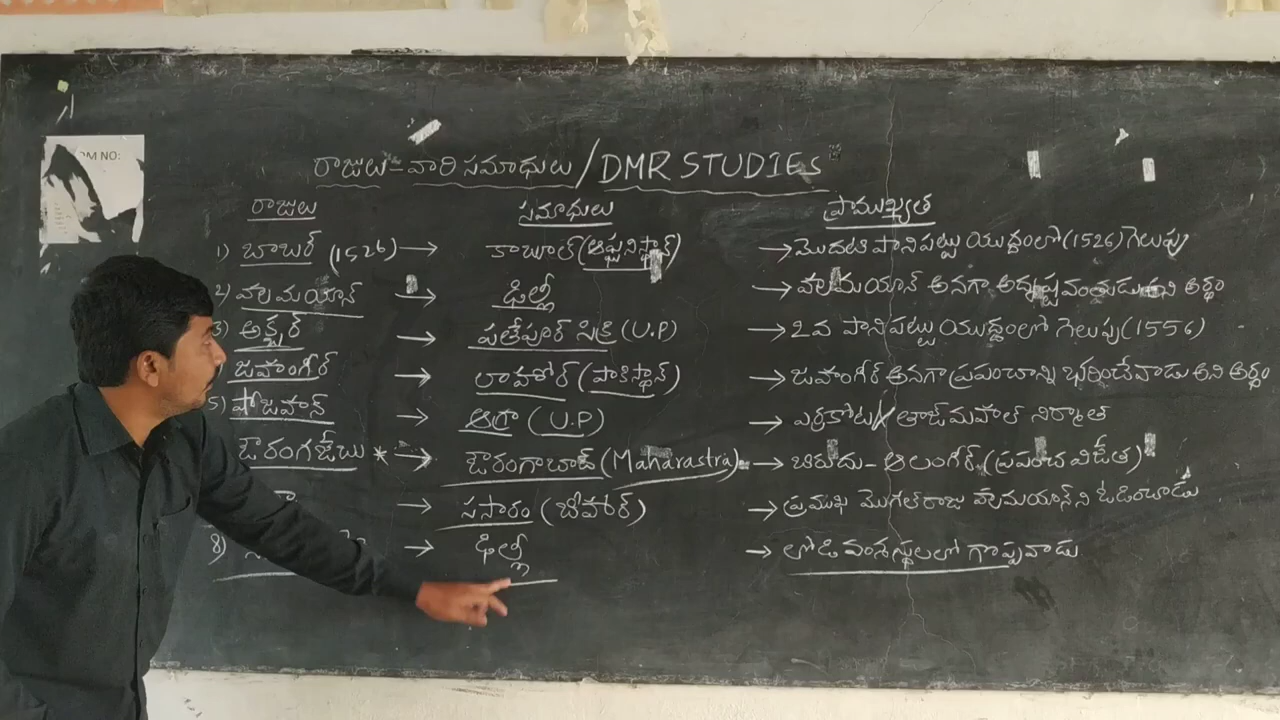 OM NO:
రాజులు - వారి సమాధులు / DMR STUDIES
రాజులు సమాధులు ప్రాముఖ్యత
1) బాబర్ (1526) → కాబూల్ (ఆఫ్ఘనిస్థాన్) → మొదటి పానిపట్టు యుద్ధంలో (1526) గెలుపు
2) హుమయూన్ → ఢిల్లీ → హుమయూన్ అనగా అదృష్టవంతుడు అని అర్థం
3) అక్బర్ → ఫతేపూర్ సిక్రి (U.P) → 2వ పానిపట్టు యుద్ధంలో గెలుపు (1556)
జహంగీర్ → లాహోర్ (పాకిస్థాన్) → జహంగీర్ అనగా ప్రపంచాన్ని భరించేవాడు అని అర్థం
5) షాజహాన్ → ఆగ్రా (U.P) → ఎర్రకోట / తాజ్ మహల్ నిర్మాత
ఔరంగజేబు * → ఔరంగాబాద్ (Maharastra) → బిరుదు - ఆలంగీర్ (ప్రపంచ విజేత)
→ ససారం (బీహార్) → ప్రముఖ మొగల్ రాజు హుమయాన్ ని ఓడించాడు
8) → ఢిల్లీ → లోడి వంశస్థులలో గొప్పవాడు